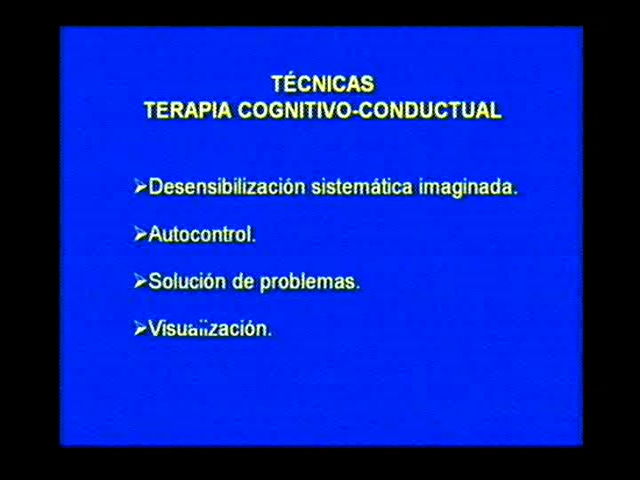 TÉCNICAS
TERAPIA COGNITIVO-CONDUCTUAL
➢Desensibilización sistemática imaginada.
➢Autocontrol.
➢Solución de problemas.
➢Visualización.